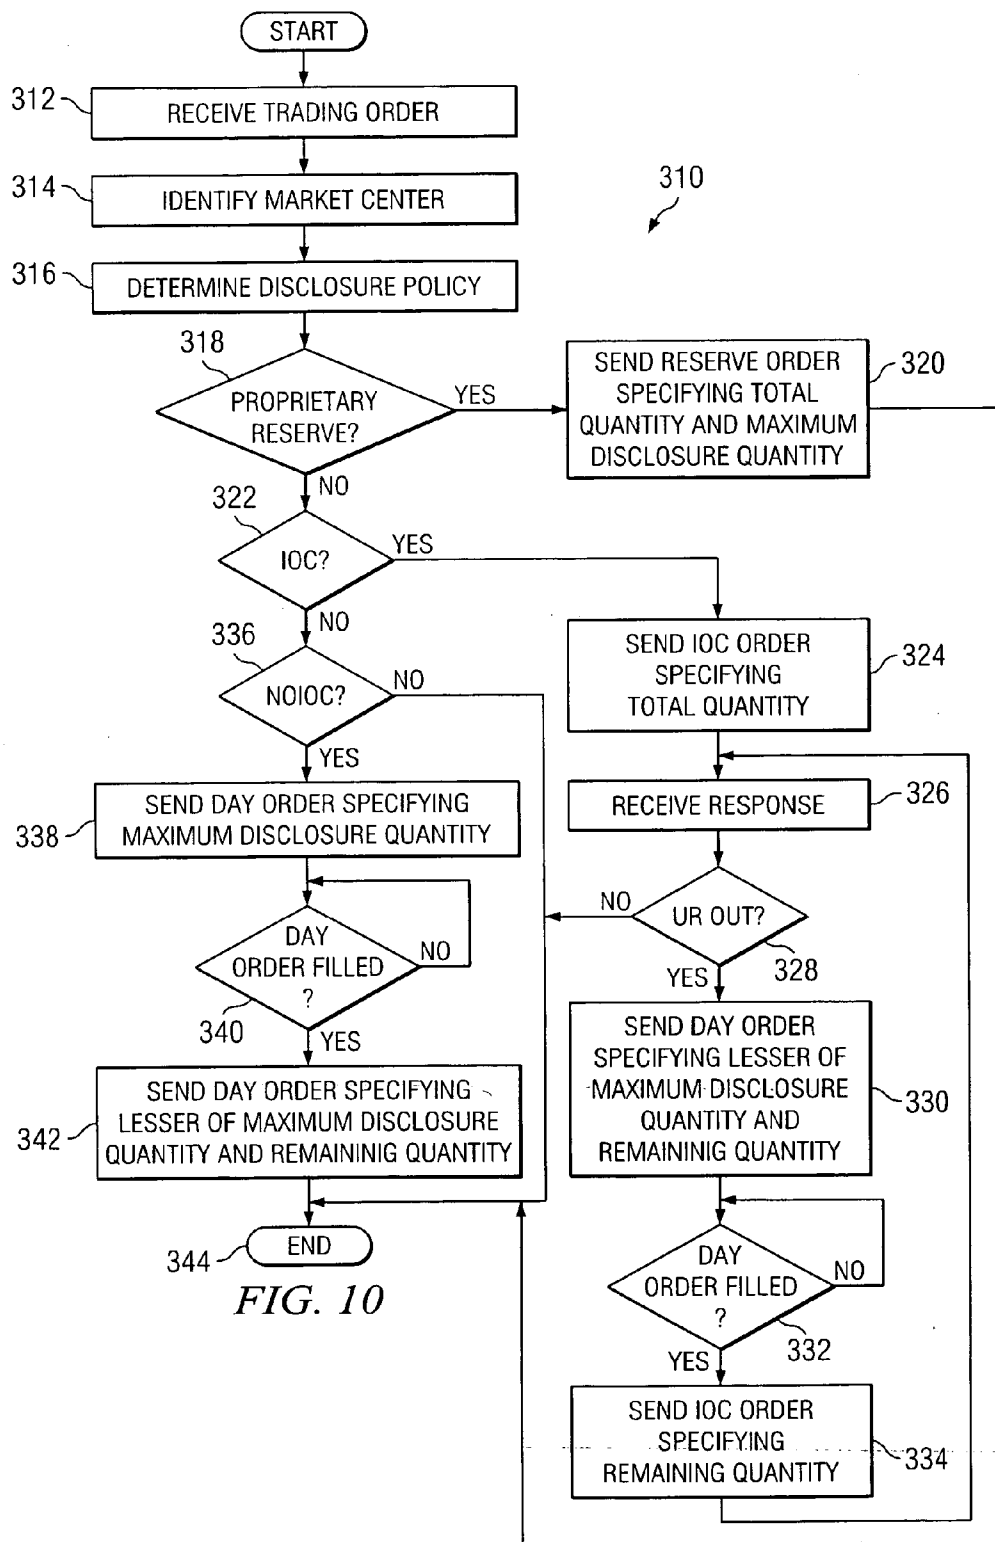 START
312
RECEIVE TRADING ORDER
314
IDENTIFY MARKET CENTER
310
316
DETERMINE DISCLOSURE POLICY
318
PROPRIETARY
RESERVE?
YES
NO
SEND RESERVE ORDER
SPECIFYING TOTAL
QUANTITY AND MAXIMUM
DISCLOSURE QUANTITY
320
322
IOC?
YES
NO
336
NOIOC?
NO
YES
SEND IOC ORDER
SPECIFYING
TOTAL QUANTITY
324
338
SEND DAY ORDER SPECIFYING
MAXIMUM DISCLOSURE QUANTITY
RECEIVE RESPONSE
326
DAY
ORDER FILLED
?
NO
340
YES
UR OUT?
NO
328
YES
342
SEND DAY ORDER SPECIFYING
LESSER OF MAXIMUM DISCLOSURE
QUANTITY AND REMAINING QUANTITY
SEND DAY ORDER
SPECIFYING LESSER OF
MAXIMUM DISCLOSURE
QUANTITY AND
REMAINING QUANTITY
330
344
END
DAY
ORDER FILLED
?
NO
332
YES
SEND IOC ORDER
SPECIFYING
REMAINING QUANTITY
334
FIG. 10